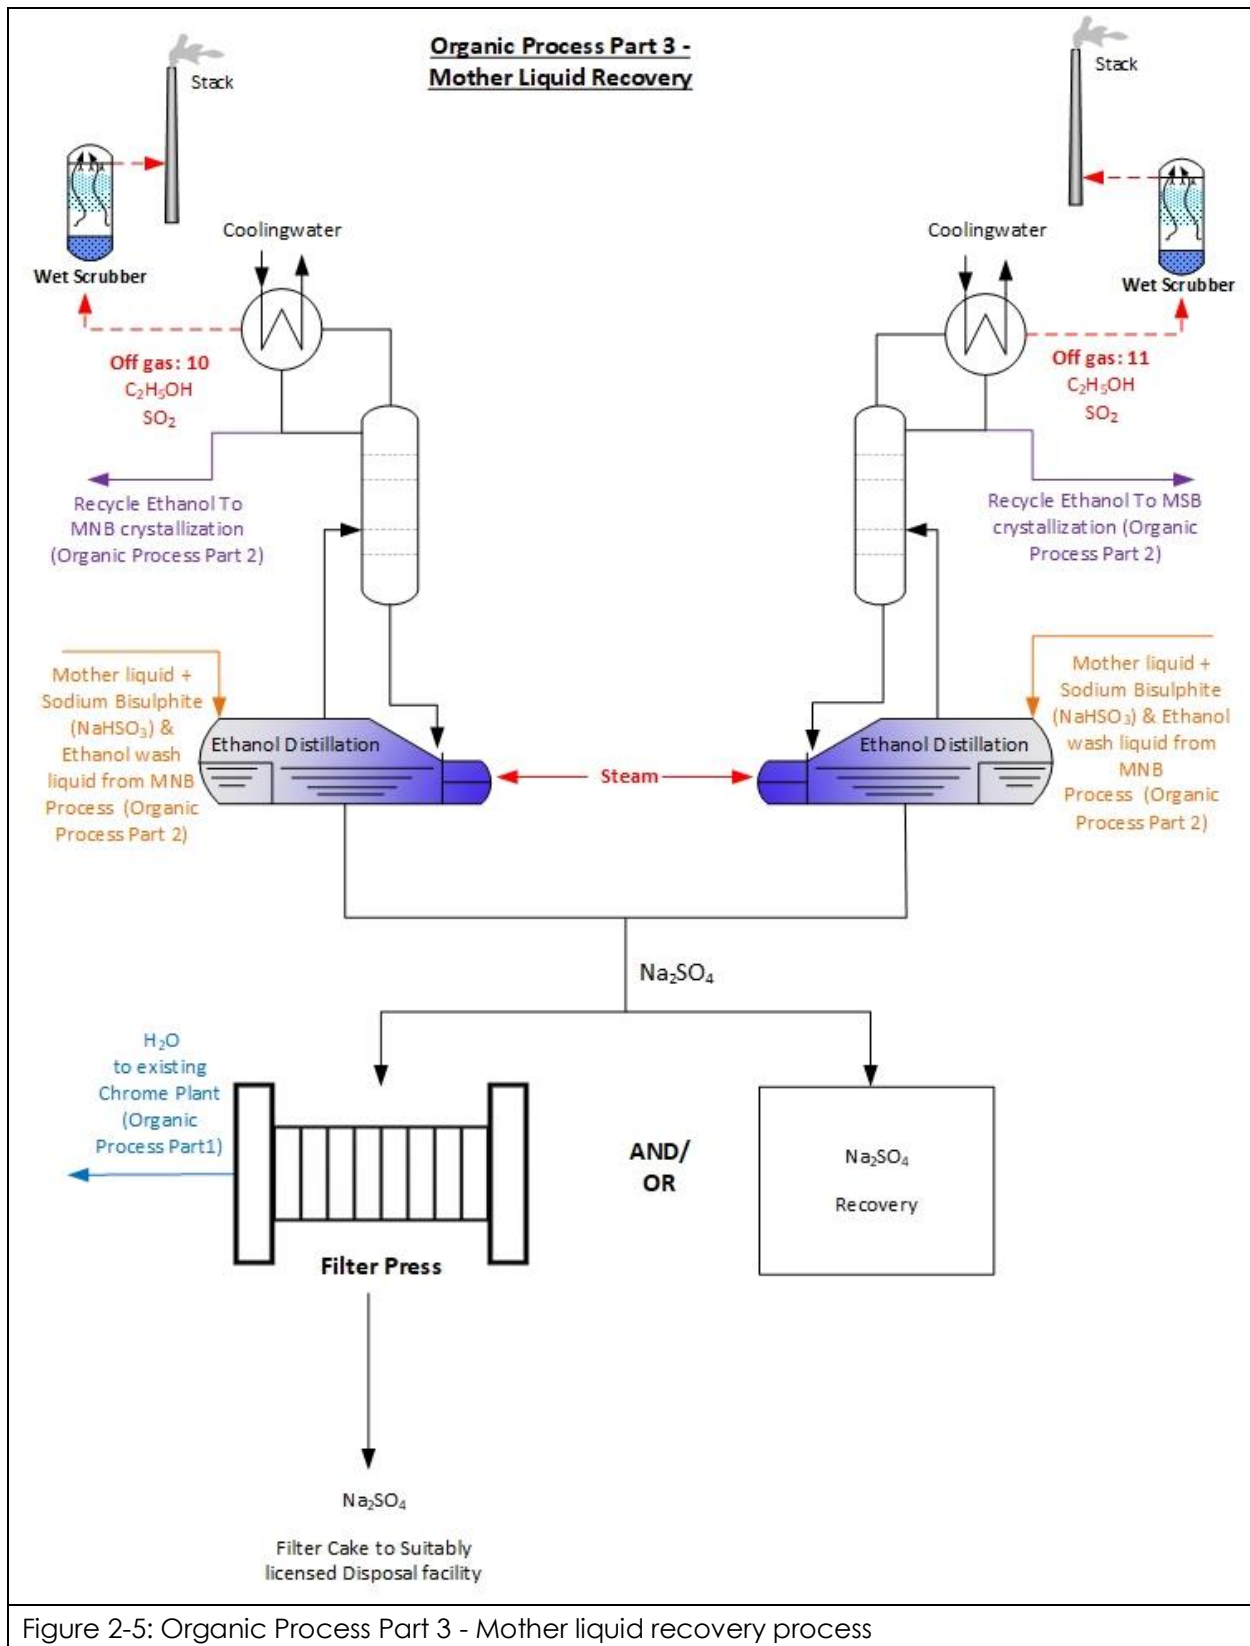 Organic Process Part 3 -
Mother Liquid Recovery
Stack
Stack
Wet Scrubber
Wet Scrubber
Coolingwater
Coolingwater
Off gas: 10
C₂H₅OH
SO₂
Off gas: 11
C₂H₅OH
SO₂
Recycle Ethanol To
MNB crystallization
(Organic Process Part 2)
Recycle Ethanol To MSB
crystallization (Organic
Process Part 2)
Mother liquid +
Sodium Bisulphite
(NaHSO₃) &
Ethanol wash
liquid from MNB
Process (Organic
Process Part 2)
Mother liquid +
Sodium Bisulphite
(NaHSO₃) & Ethanol
wash liquid from
MNB
Process (Organic
Process Part 2)
Ethanol Distillation
Steam
Ethanol Distillation
Na₂SO₄
H₂O
to existing
Chrome Plant
(Organic
Process Part1)
AND/
OR
Na₂SO₄
Recovery
Filter Press
Na₂SO₄
Filter Cake to Suitably
licensed Disposal facility
Figure 2-5: Organic Process Part 3 - Mother liquid recovery process